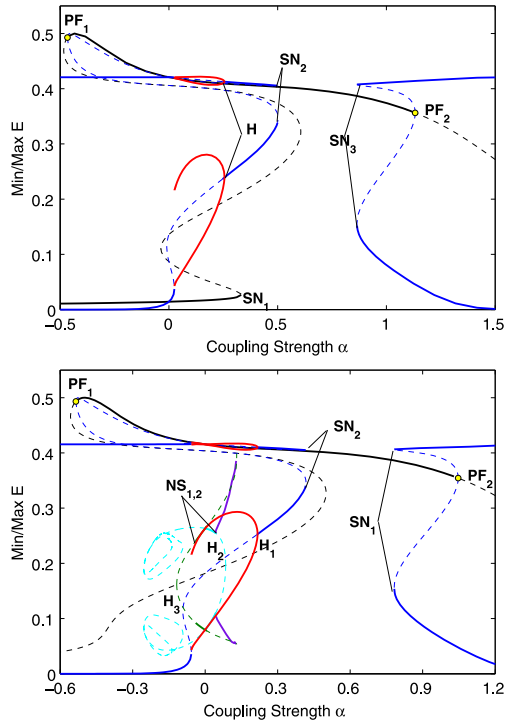 PF1
SN2
H
SN3
PF2
SN1
0.5
0.4
0.3
0.2
0.1
0
Min/Max E
−0.5
0
0.5
1
1.5
Coupling Strength α
PF1
SN2
NS1,2
H2
H1
H3
SN1
PF2
0.5
0.4
0.3
0.2
0.1
0
Min/Max E
−0.6
−0.3
0
0.3
0.6
0.9
1.2
Coupling Strength α